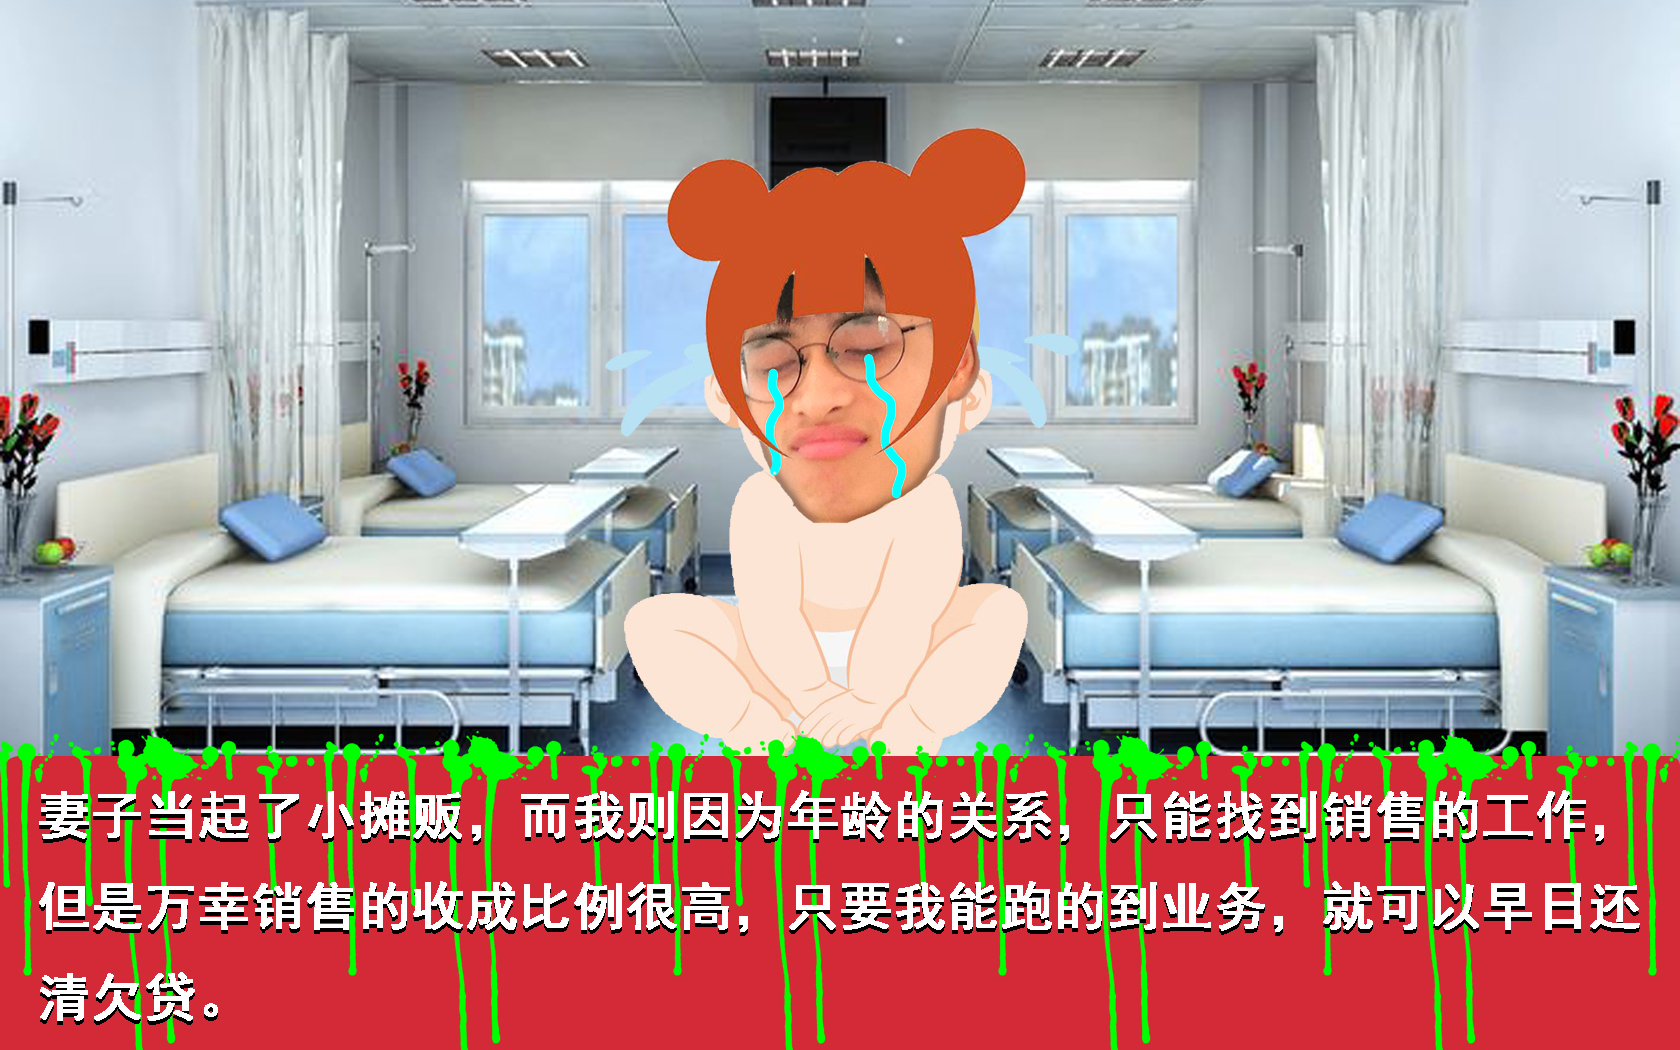 妻子当起了小摊贩，而我则因为年龄的关系，只能找到销售的工作，
但是万幸销售的收成比例很高，只要我能跑的到业务，就可以早日还
清欠贷。